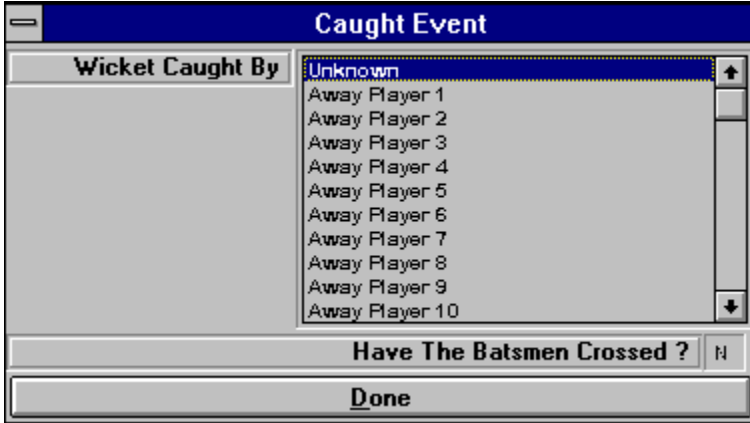 Caught Event
Wicket Caught By
Unknown
Away Player 1
Away Player 2
Away Player 3
Away Player 4
Away Player 5
Away Player 6
Away Player 7
Away Player 8
Away Player 9
Away Player 10
Have The Batsmen Crossed ? N
Done